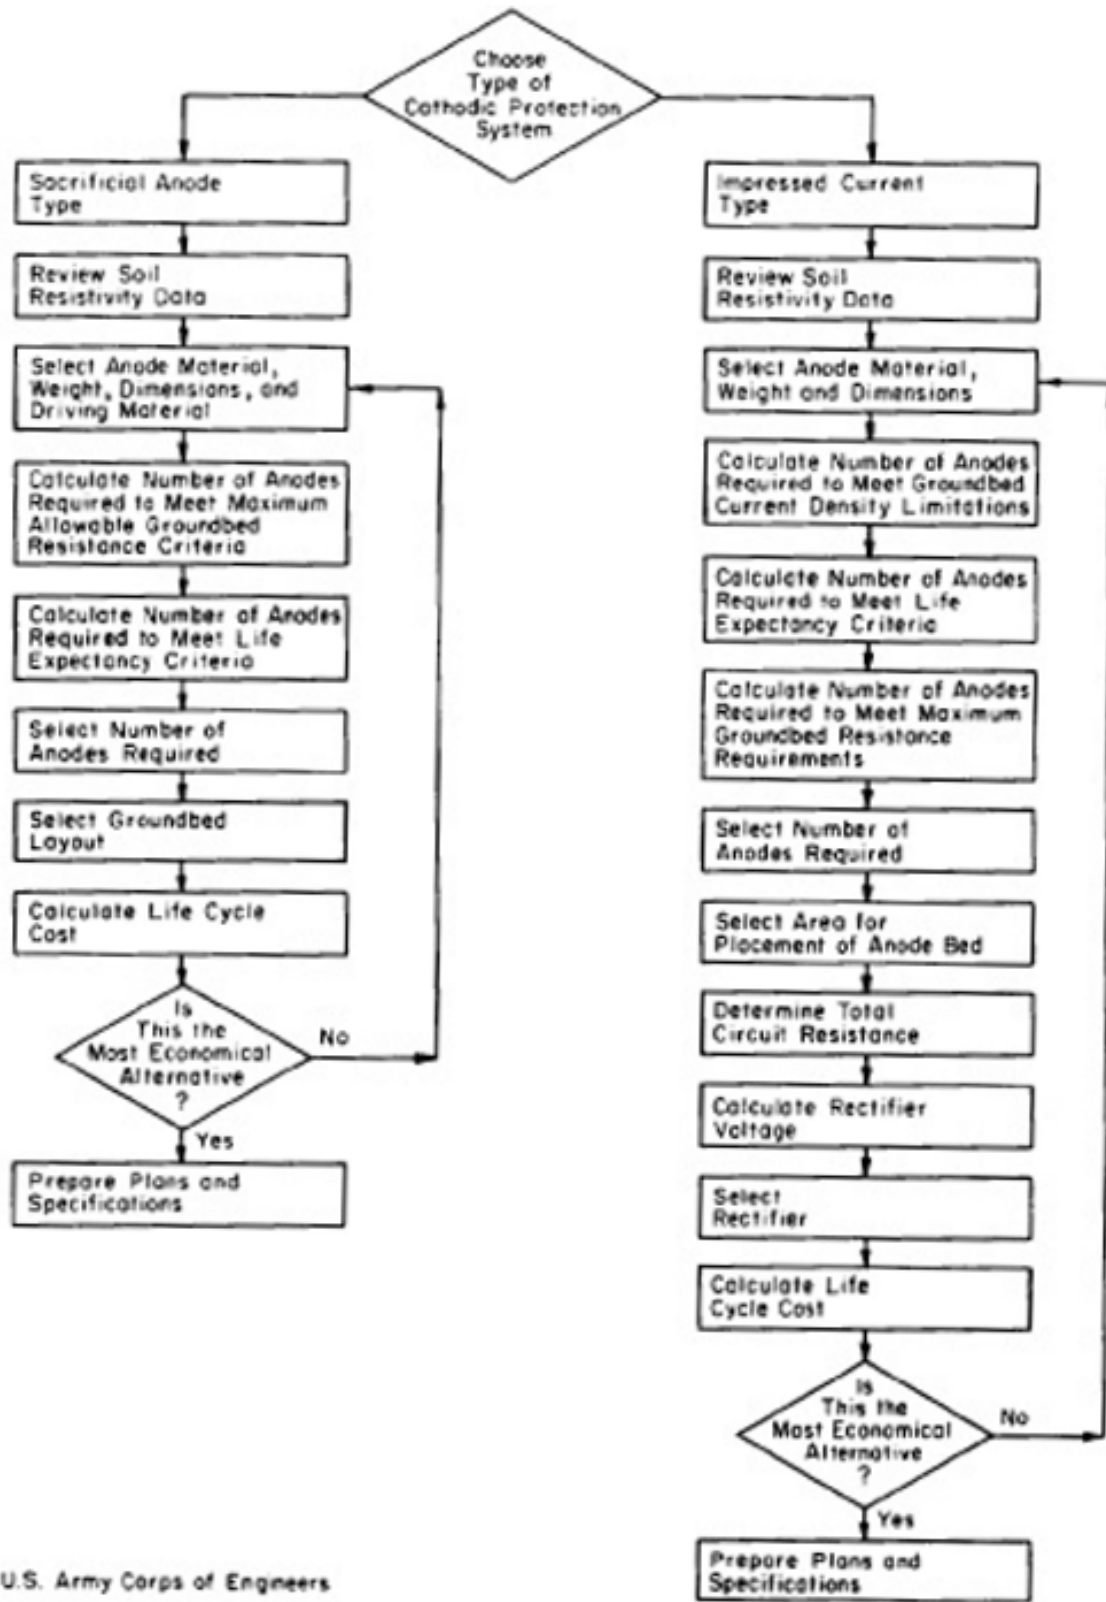 Choose
Type of
Cathodic Protection
System
Sacrificial Anode
Type
Review Soil
Resistivity Data
Select Anode Material,
Weight, Dimensions, and
Driving Material
Calculate Number of Anodes
Required to Meet Maximum
Allowable Groundbed
Resistance Criteria
Calculate Number of Anodes
Required to Meet Life
Expectancy Criteria
Select Number of
Anodes Required
Select Groundbed
Layout
Calculate Life Cycle
Cost
Is
This the
Most Economical
Alternative
?
No
Yes
Prepare Plans and
Specifications
Impressed Current
Type
Review Soil
Resistivity Data
Select Anode Material,
Weight and Dimensions
Calculate Number of Anodes
Required to Meet Groundbed
Current Density Limitations
Calculate Number of Anodes
Required to Meet Life
Expectancy Criteria
Calculate Number of Anodes
Required to Meet Maximum
Groundbed Resistance
Requirements
Select Number of
Anodes Required
Select Area for
Placement of Anode Bed
Determine Total
Circuit Resistance
Calculate Rectifier
Voltage
Select
Rectifier
Calculate Life
Cycle Cost
Is
This the
Most Economical
Alternative
?
No
Yes
Prepare Plans and
Specifications
U.S. Army Corps of Engineers